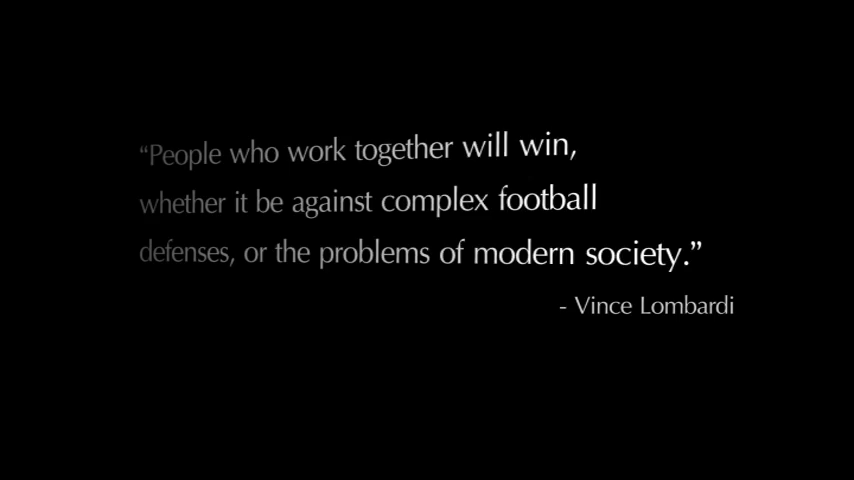 “People who work together will win,
whether it be against complex football
defenses, or the problems of modern society.”
- Vince Lombardi